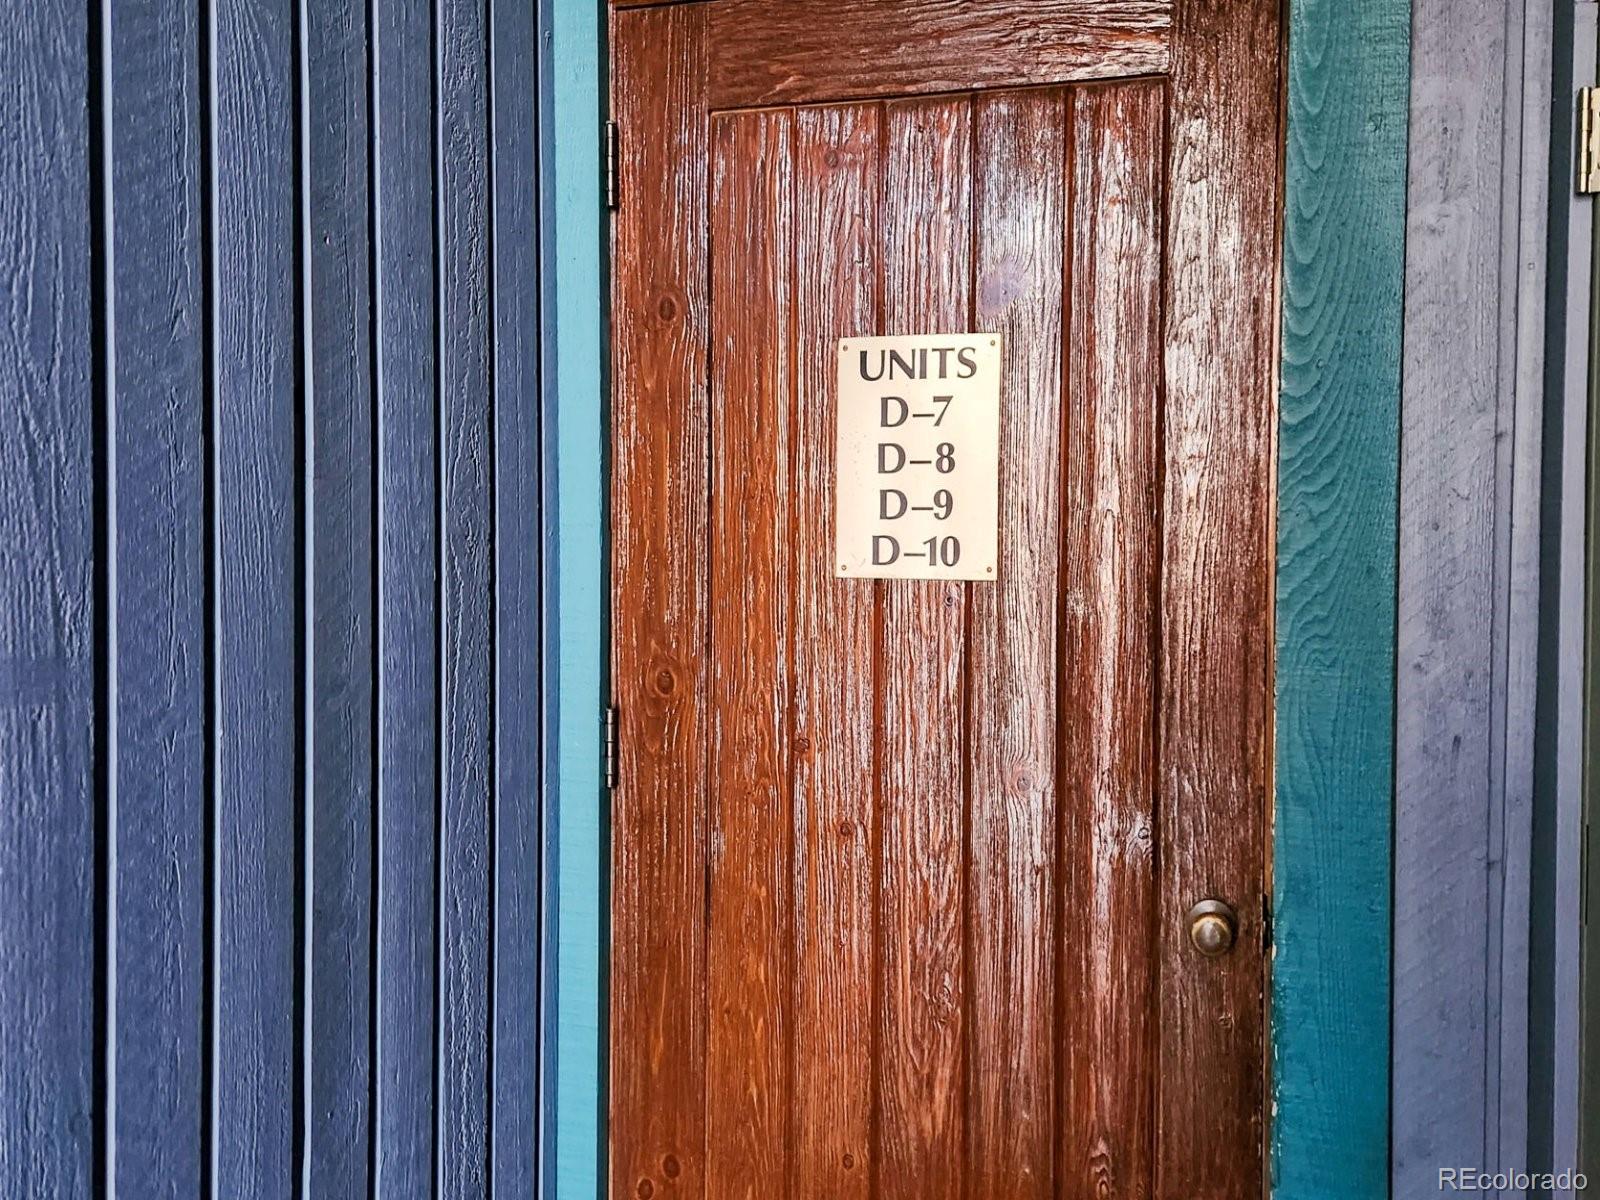 UNITS
D–7
D–8
D–9
D–10
REcolorado